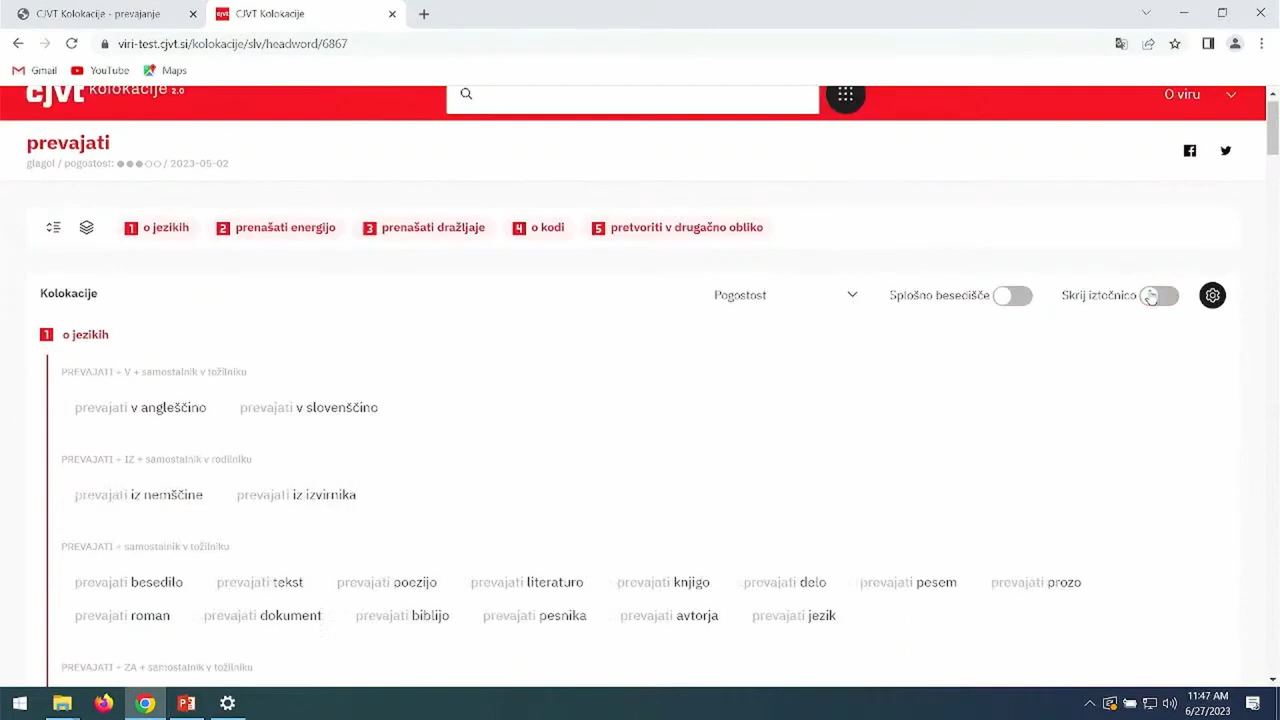 CJVT Kolokacije - prevajanje
cjvt CJVT Kolokacije
viri-test.cjvt.si/kolokacije/slv/headword/6867
Gmail YouTube Maps
cjvt kolokacije 2.0
O viru
prevajati
glagol / pogostost: ●●●○○ / 2023-05-02
1 o jezikih 2 prenašati energijo 3 prenašati dražljaje 4 o kodi 5 pretvoriti v drugačno obliko
Kolokacije Pogostost Splošno besedišče Skrij iztočnico
1 o jezikih
PREVAJATI + V + samostalnik v tožilniku
prevajati v angleščino prevajati v slovenščino
PREVAJATI + IZ + samostalnik v rodilniku
prevajati iz nemščine prevajati iz izvirnika
PREVAJATI + samostalnik v tožilniku
prevajati besedilo prevajati tekst prevajati poezijo prevajati literaturo prevajati knjigo prevajati delo prevajati pesem prevajati prozo
prevajati roman prevajati dokument prevajati biblijo prevajati pesnika prevajati avtorja prevajati jezik
PREVAJATI + ZA + samostalnik v tožilniku
11:47 AM
6/27/2023